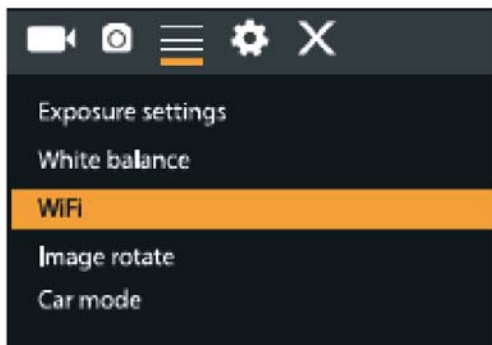 Exposure settings
White balance
WiFi
Image rotate
Car mode